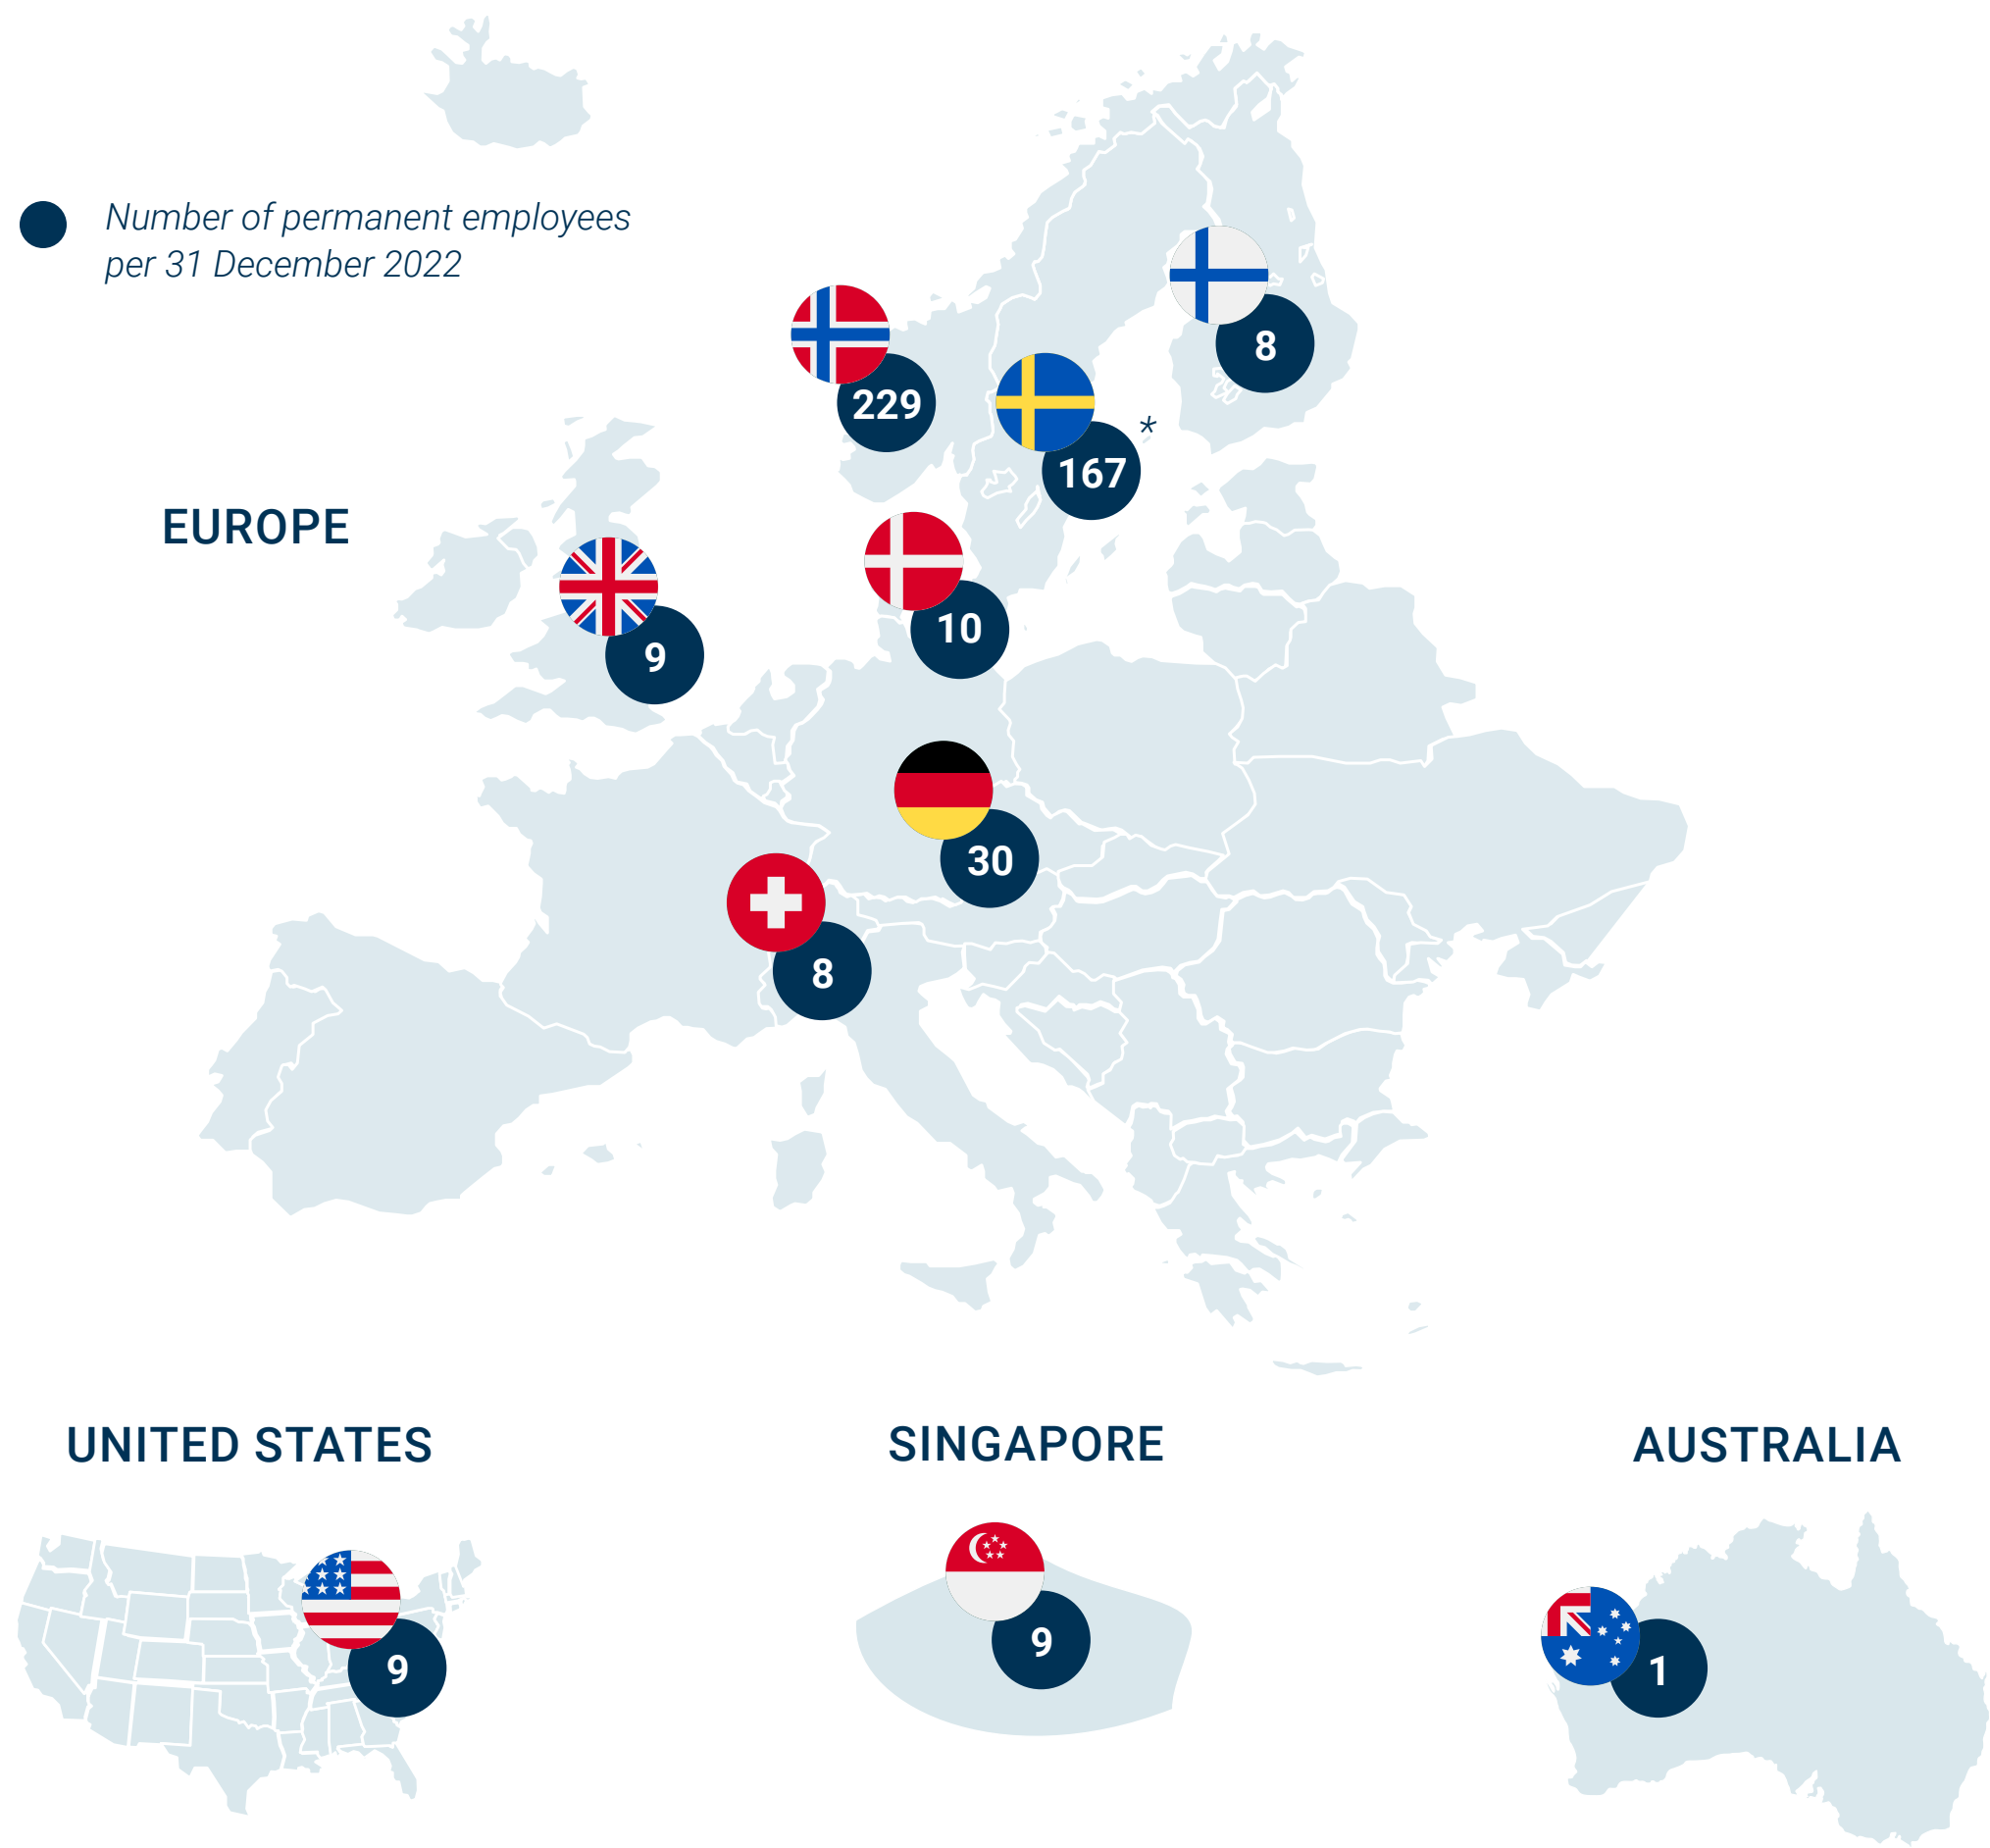 Number of permanent employees
per 31 December 2022
8
229
*
167
EUROPE
10
9
30
8
UNITED STATES
SINGAPORE
AUSTRALIA
9
9
1